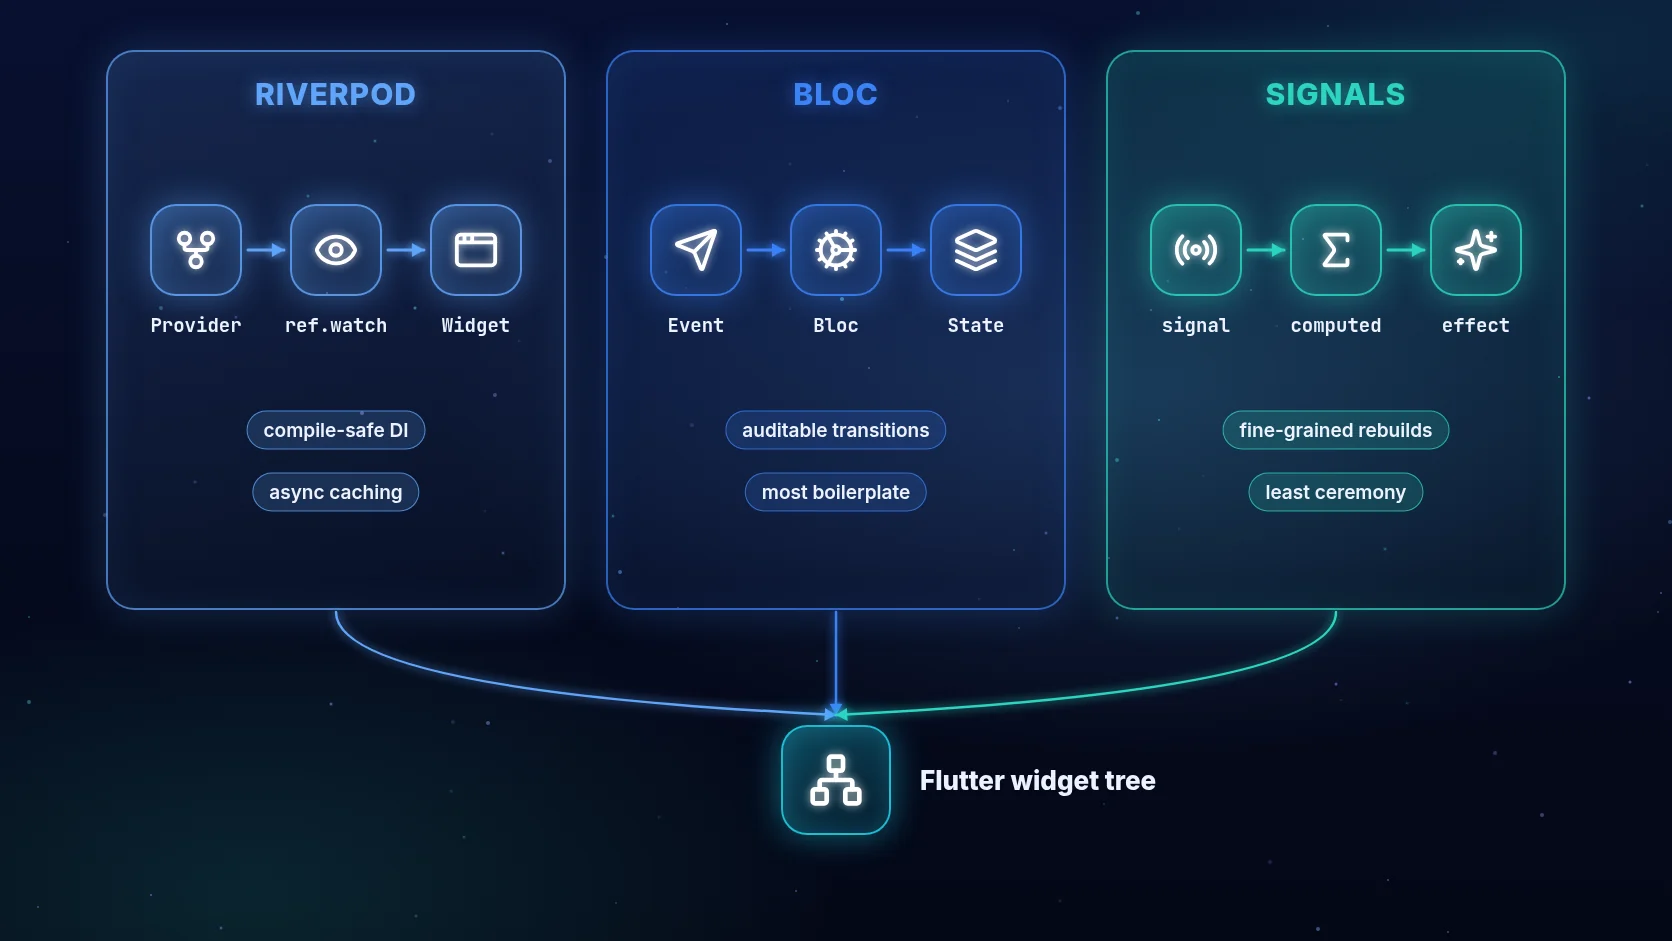 RIVERPOD
Provider
ref.watch
Widget
compile-safe DI
async caching
BLOC
Event
Bloc
State
auditable transitions
most boilerplate
SIGNALS
signal
computed
effect
fine-grained rebuilds
least ceremony
Flutter widget tree